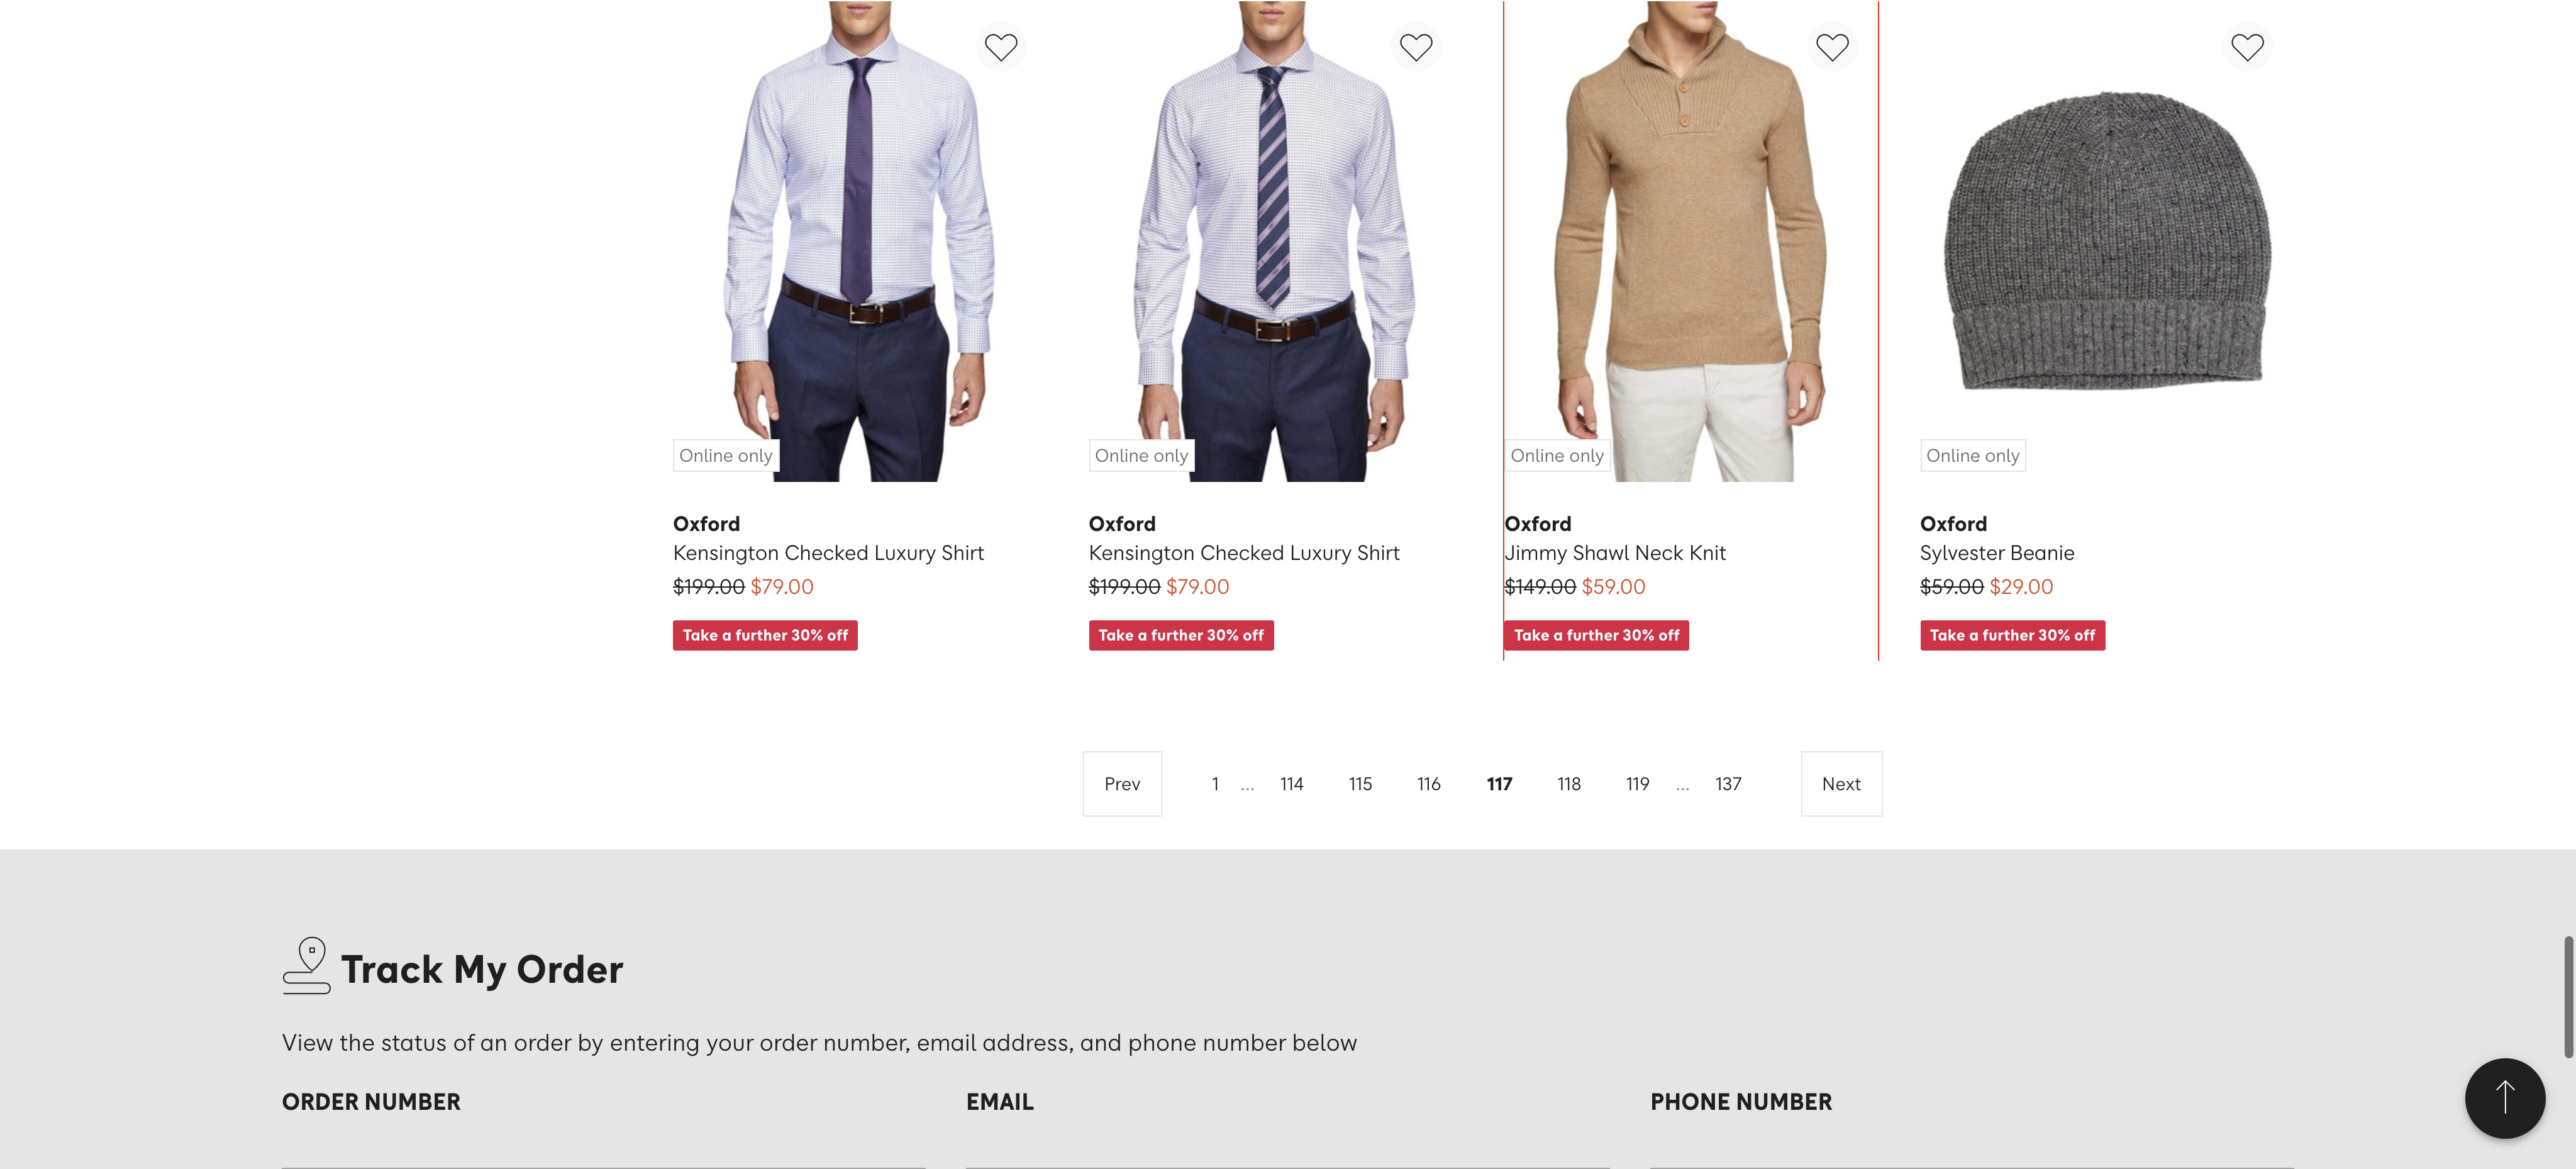 Online only
Online only
Online only
Online only
Oxford
Kensington Checked Luxury Shirt
$199.00 $79.00
Take a further 30% off
Oxford
Kensington Checked Luxury Shirt
$199.00 $79.00
Take a further 30% off
Oxford
Jimmy Shawl Neck Knit
$149.00 $59.00
Take a further 30% off
Oxford
Sylvester Beanie
$59.00 $29.00
Take a further 30% off
Prev 1 ... 114 115 116 117 118 119 ... 137 Next
Track My Order
View the status of an order by entering your order number, email address, and phone number below
ORDER NUMBER
EMAIL
PHONE NUMBER